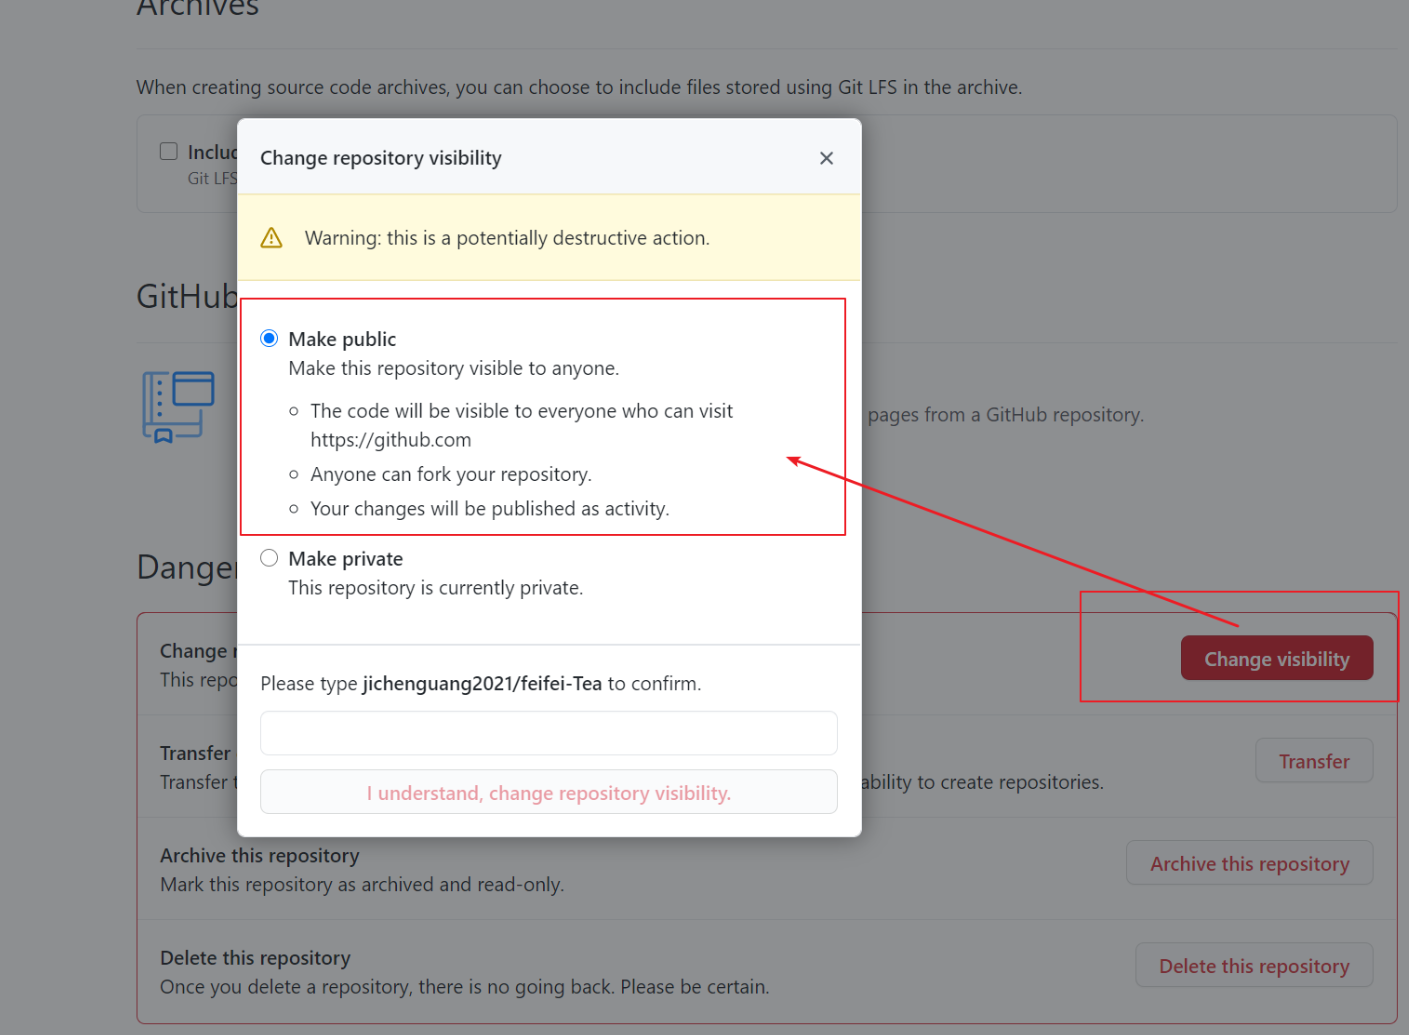 Archives
When creating source code archives, you can choose to include files stored using Git LFS in the archive.
Includ
Git LFS
Change repository visibility
Warning: this is a potentially destructive action.
GitHub
Make public
Make this repository visible to anyone.
The code will be visible to everyone who can visit
https://github.com
pages from a GitHub repository.
Anyone can fork your repository.
Your changes will be published as activity.
Make private
This repository is currently private.
Danger
Change r
This repo
Change visibility
Please type jichenguang2021/feifei-Tea to confirm.
Transfer
Transfer t
ability to create repositories.
Transfer
I understand, change repository visibility.
Archive this repository
Mark this repository as archived and read-only.
Archive this repository
Delete this repository
Once you delete a repository, there is no going back. Please be certain.
Delete this repository